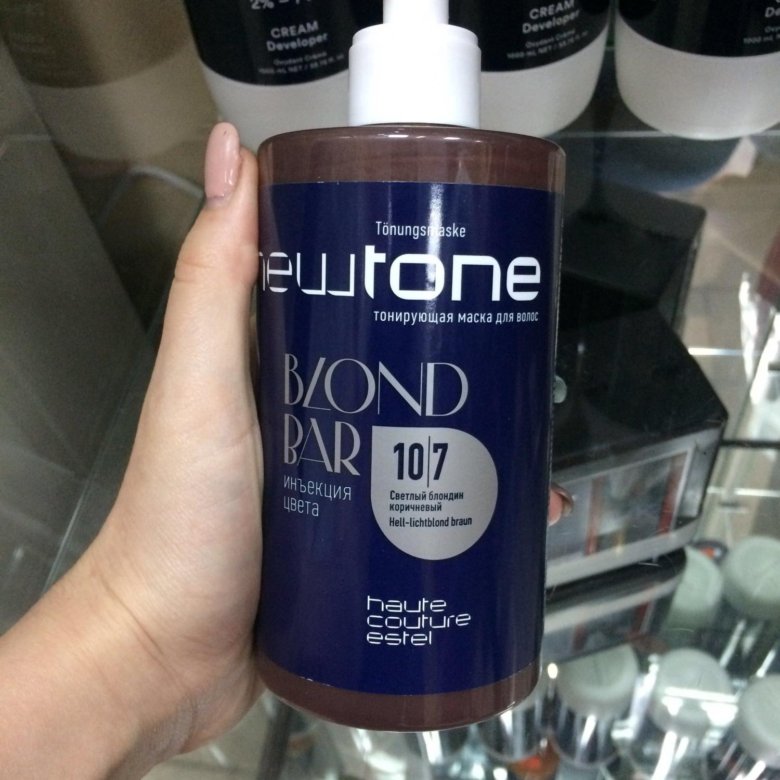 CREAM
Developer
CREAM
Developer
Tönungsmaske
newtone
тонирующая маска для волос
BLOND
BAR
инъекция
цвета
10|7
Светлый блондин
коричневый
Hell-lichtblond braun
haute
couture
estel